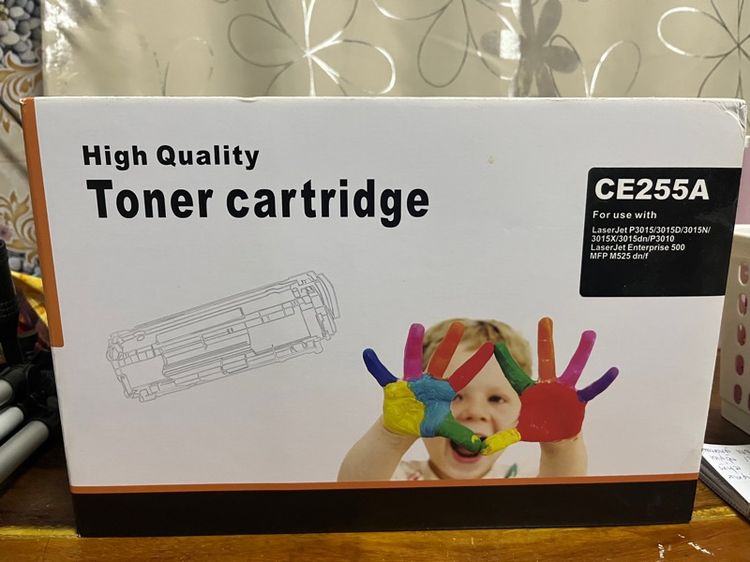 High Quality
Toner cartridge
CE255A
For use with
LaserJet P3015/3015D/3015N/
3015X/3015dn/P3010
LaserJet Enterprise 500
MFP M525 dn/f